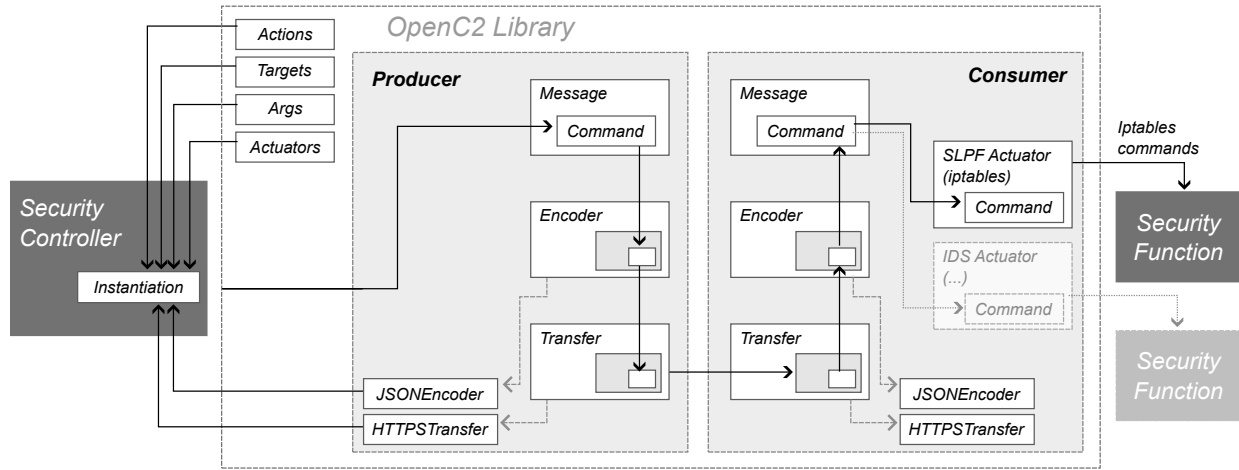 OpenC2 Library
Actions
Targets
Args
Actuators
Security
Controller
Instantiation
Producer
Message
Command
Encoder
Transfer
JSONEncoder
HTTPSTransfer
Consumer
Message
Command
Encoder
Transfer
JSONEncoder
HTTPSTransfer
SLPF Actuator
(iptables)
Command
IDS Actuator
(...)
Command
Iptables
commands
Security
Function
Security
Function